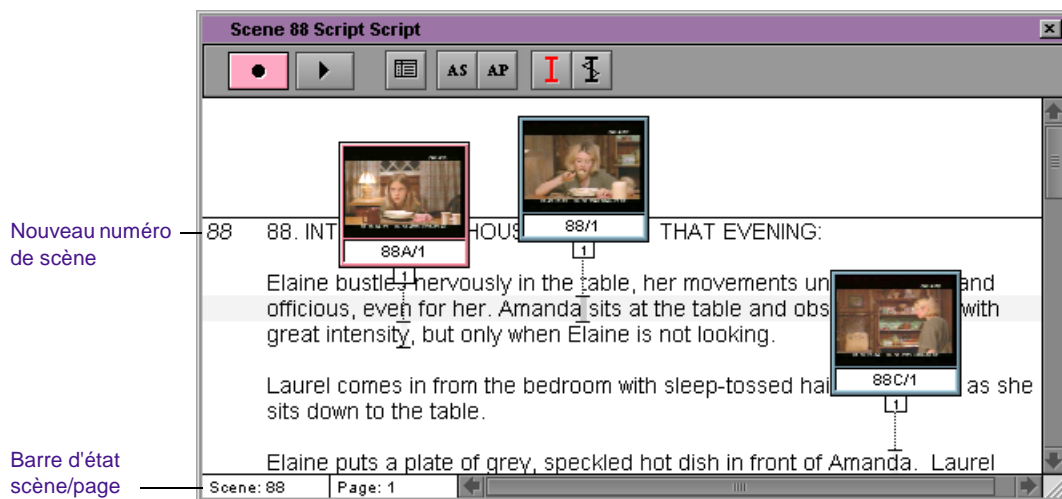 Scene 88 Script Script
AS AP
88A/1
1
88/1
1
Nouveau numéro
de scène
88 88. INT HOUS THAT EVENING:
Elaine bustles nervously in the table, her movements un and
officious, even for her. Amanda sits at the table and obs with
great intensity, but only when Elaine is not looking.
88C/1
1
Laurel comes in from the bedroom with sleep-tossed hai as she
sits down to the table.
Elaine puts a plate of grey, speckled hot dish in front of Amanda. Laurel
Barre d'état
scène/page
Scene: 88 Page: 1